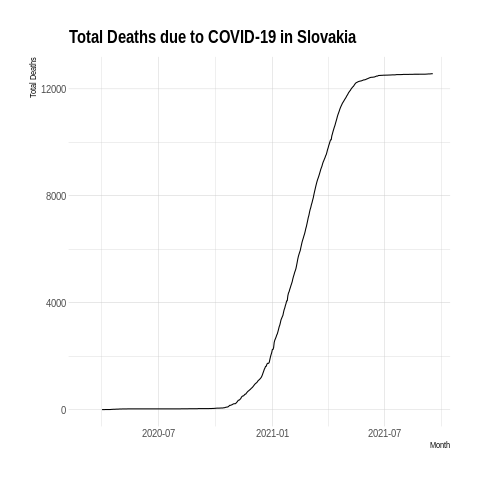 Total Deaths due to COVID-19 in Slovakia
Total Deaths
12000
8000
4000
0
2020-07 2021-01 2021-07
Month